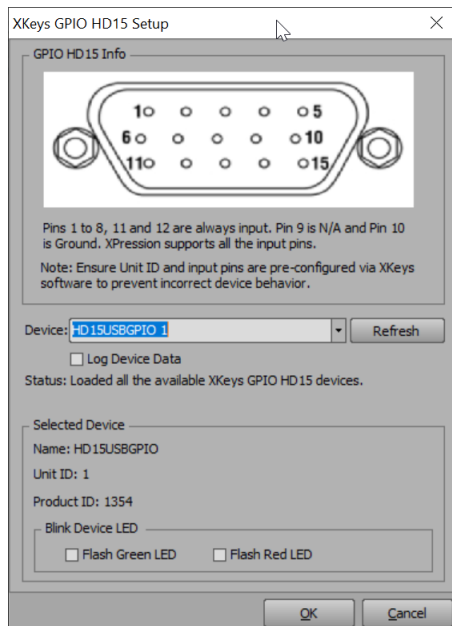 XKeys GPIO HD15 Setup
GPIO HD15 Info
1 5
6 10
11 15
Pins 1 to 8, 11 and 12 are always input. Pin 9 is N/A and Pin 10
is Ground. XPression supports all the input pins.
Note: Ensure Unit ID and input pins are pre-configured via XKeys
software to prevent incorrect device behavior.
Device: HD15USBGPIO 1 Refresh
Log Device Data
Status: Loaded all the available XKeys GPIO HD15 devices.
Selected Device
Name: HD15USBGPIO
Unit ID: 1
Product ID: 1354
Blink Device LED
Flash Green LED Flash Red LED
OK Cancel